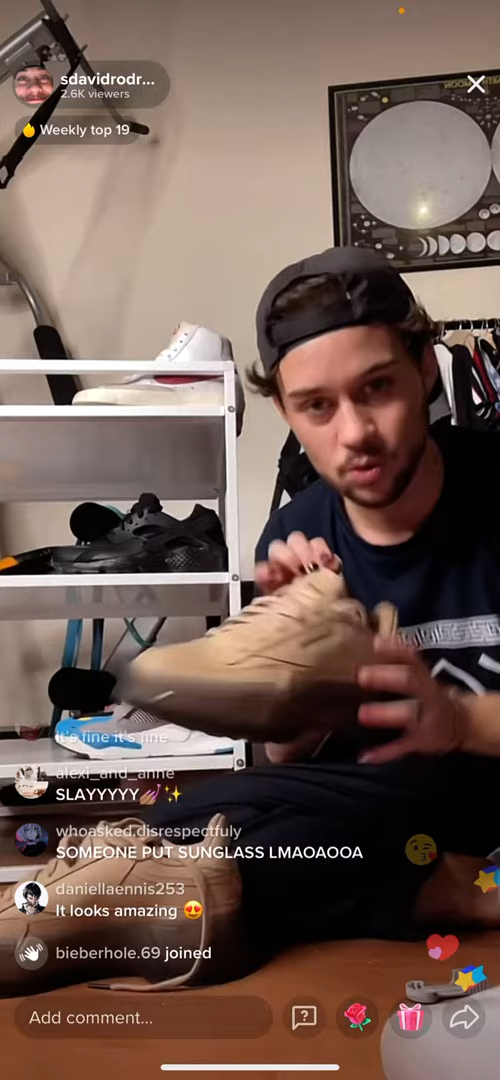 sdavidrodr...
2.6K viewers
🔥 Weekly top 19
it's fine it's fine
alexi_and_anne
SLAYYYYY💅🏽✨
whoasked.disrespectfuly
SOMEONE PUT SUNGLASS LMAOAOOA
daniellaennis253
It looks amazing 😍
bieberhole.69 joined
Add comment...